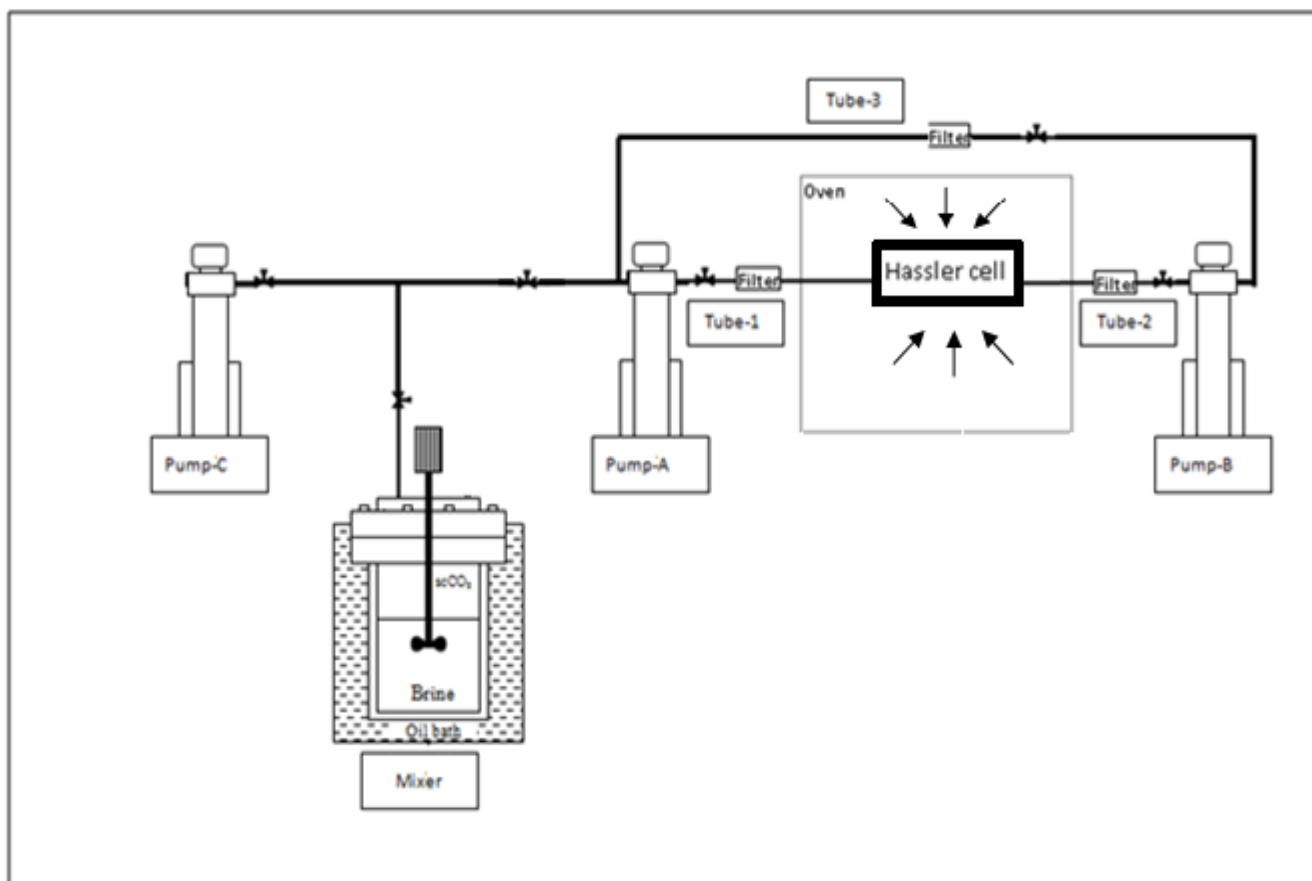 Tube-3
Filter
Oven
Hassler cell
Filter
Filter
Tube-1
Tube-2
Pump-C
Pump-A
Pump-B
scCO₂
Brine
Oil bath
Mixer